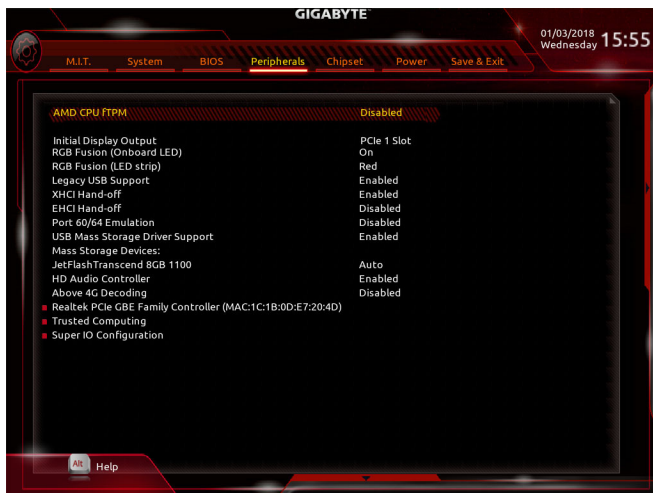 GIGABYTE™
01/03/2018
Wednesday 15:55
M.I.T. System BIOS Peripherals Chipset Power Save & Exit
AMD CPU fTPM Disabled
Initial Display Output PCIe 1 Slot
RGB Fusion (Onboard LED) On
RGB Fusion (LED strip) Red
Legacy USB Support Enabled
XHCI Hand-off Enabled
EHCI Hand-off Disabled
Port 60/64 Emulation Disabled
USB Mass Storage Driver Support Enabled
Mass Storage Devices:
JetFlashTranscend 8GB 1100 Auto
HD Audio Controller Enabled
Above 4G Decoding Disabled
Realtek PCIe GBE Family Controller (MAC:1C:1B:0D:E7:20:4D)
Trusted Computing
Super IO Configuration
Alt Help